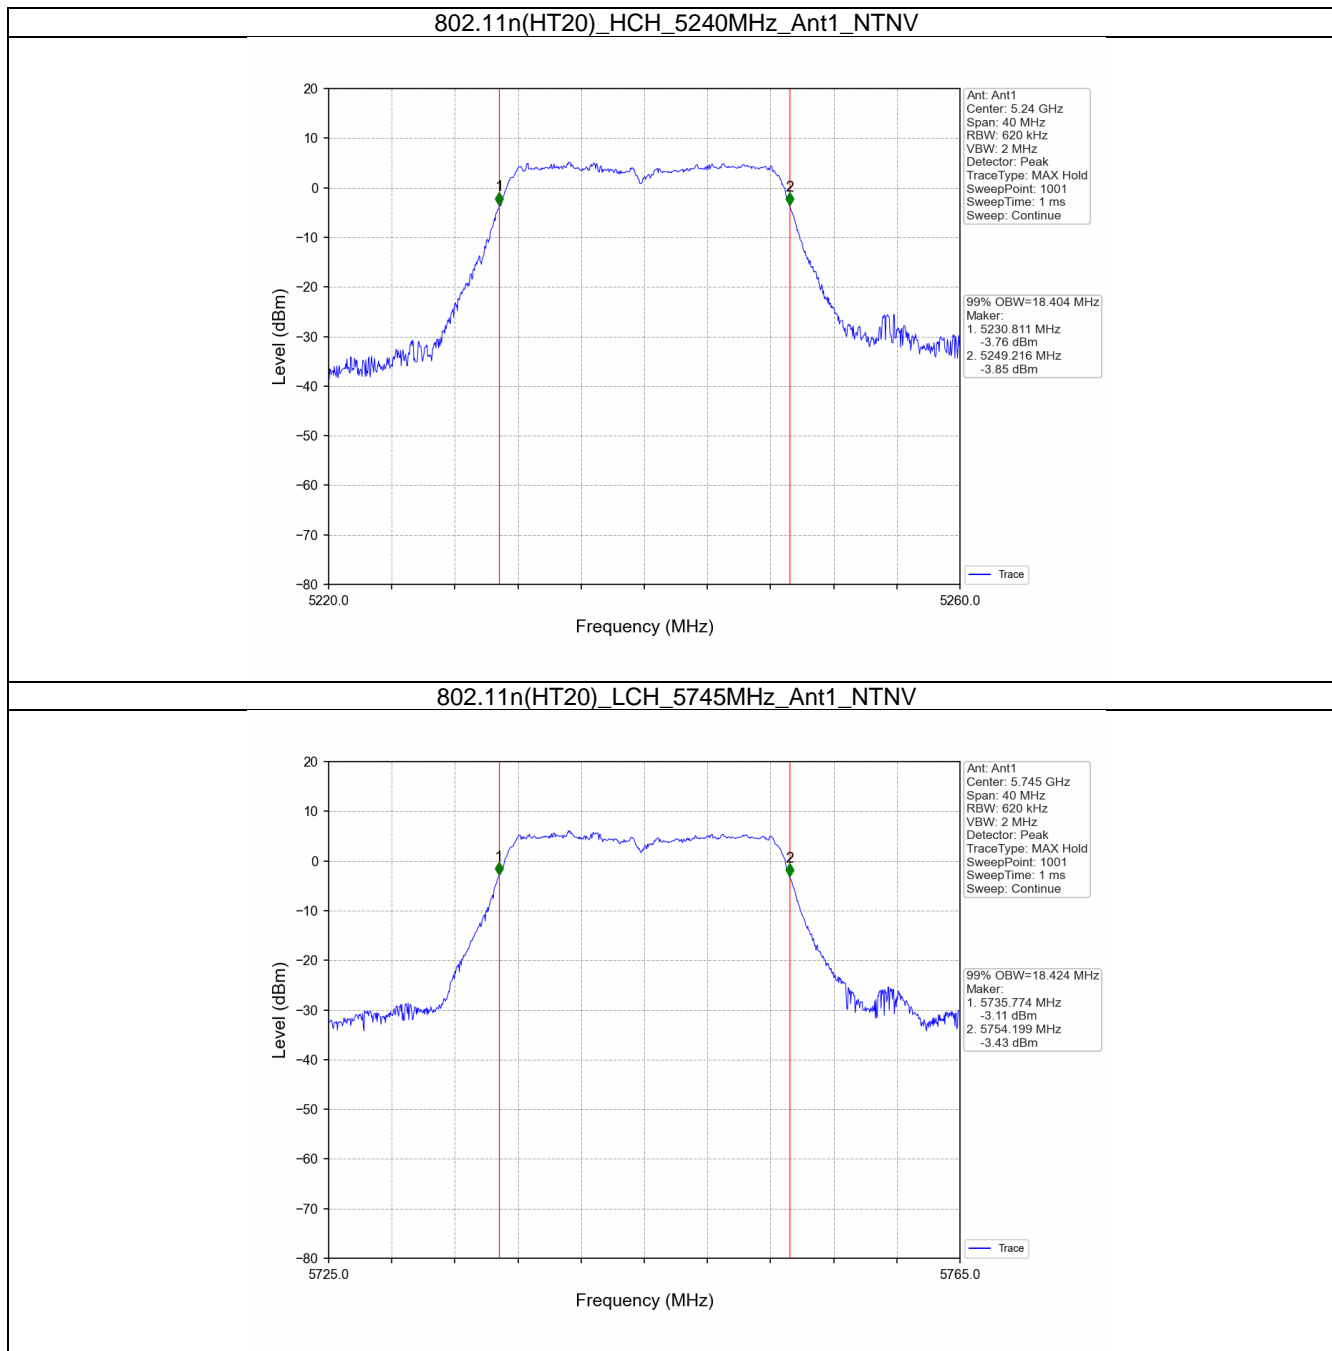 802.11n(HT20)_HCH_5240MHz_Ant1_NTNV
20
10
0
−10
−20
−30
−40
−50
−60
−70
−80
Level (dBm)
5220.0
5260.0
Frequency (MHz)
1
2
Ant: Ant1
Center: 5.24 GHz
Span: 40 MHz
RBW: 620 kHz
VBW: 2 MHz
Detector: Peak
TraceType: MAX Hold
SweepPoint: 1001
SweepTime: 1 ms
Sweep: Continue
99% OBW=18.404 MHz
Maker:
1. 5230.811 MHz
-3.76 dBm
2. 5249.216 MHz
-3.85 dBm
Trace
802.11n(HT20)_LCH_5745MHz_Ant1_NTNV
20
10
0
−10
−20
−30
−40
−50
−60
−70
−80
Level (dBm)
5725.0
5765.0
Frequency (MHz)
1
2
Ant: Ant1
Center: 5.745 GHz
Span: 40 MHz
RBW: 620 kHz
VBW: 2 MHz
Detector: Peak
TraceType: MAX Hold
SweepPoint: 1001
SweepTime: 1 ms
Sweep: Continue
99% OBW=18.424 MHz
Maker:
1. 5735.774 MHz
-3.11 dBm
2. 5754.199 MHz
-3.43 dBm
Trace